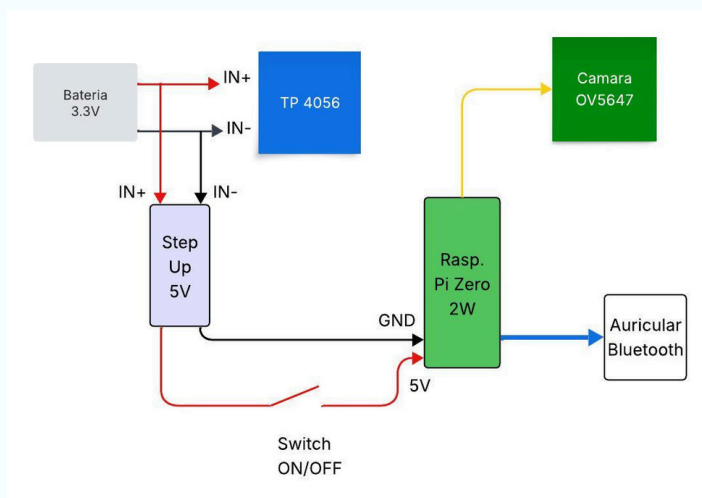 Bateria
3.3V
IN+
IN-
TP 4056
Camara
OV5647
IN+
IN-
Step
Up
5V
Rasp.
Pi Zero
2W
GND
5V
Auricular
Bluetooth
Switch
ON/OFF